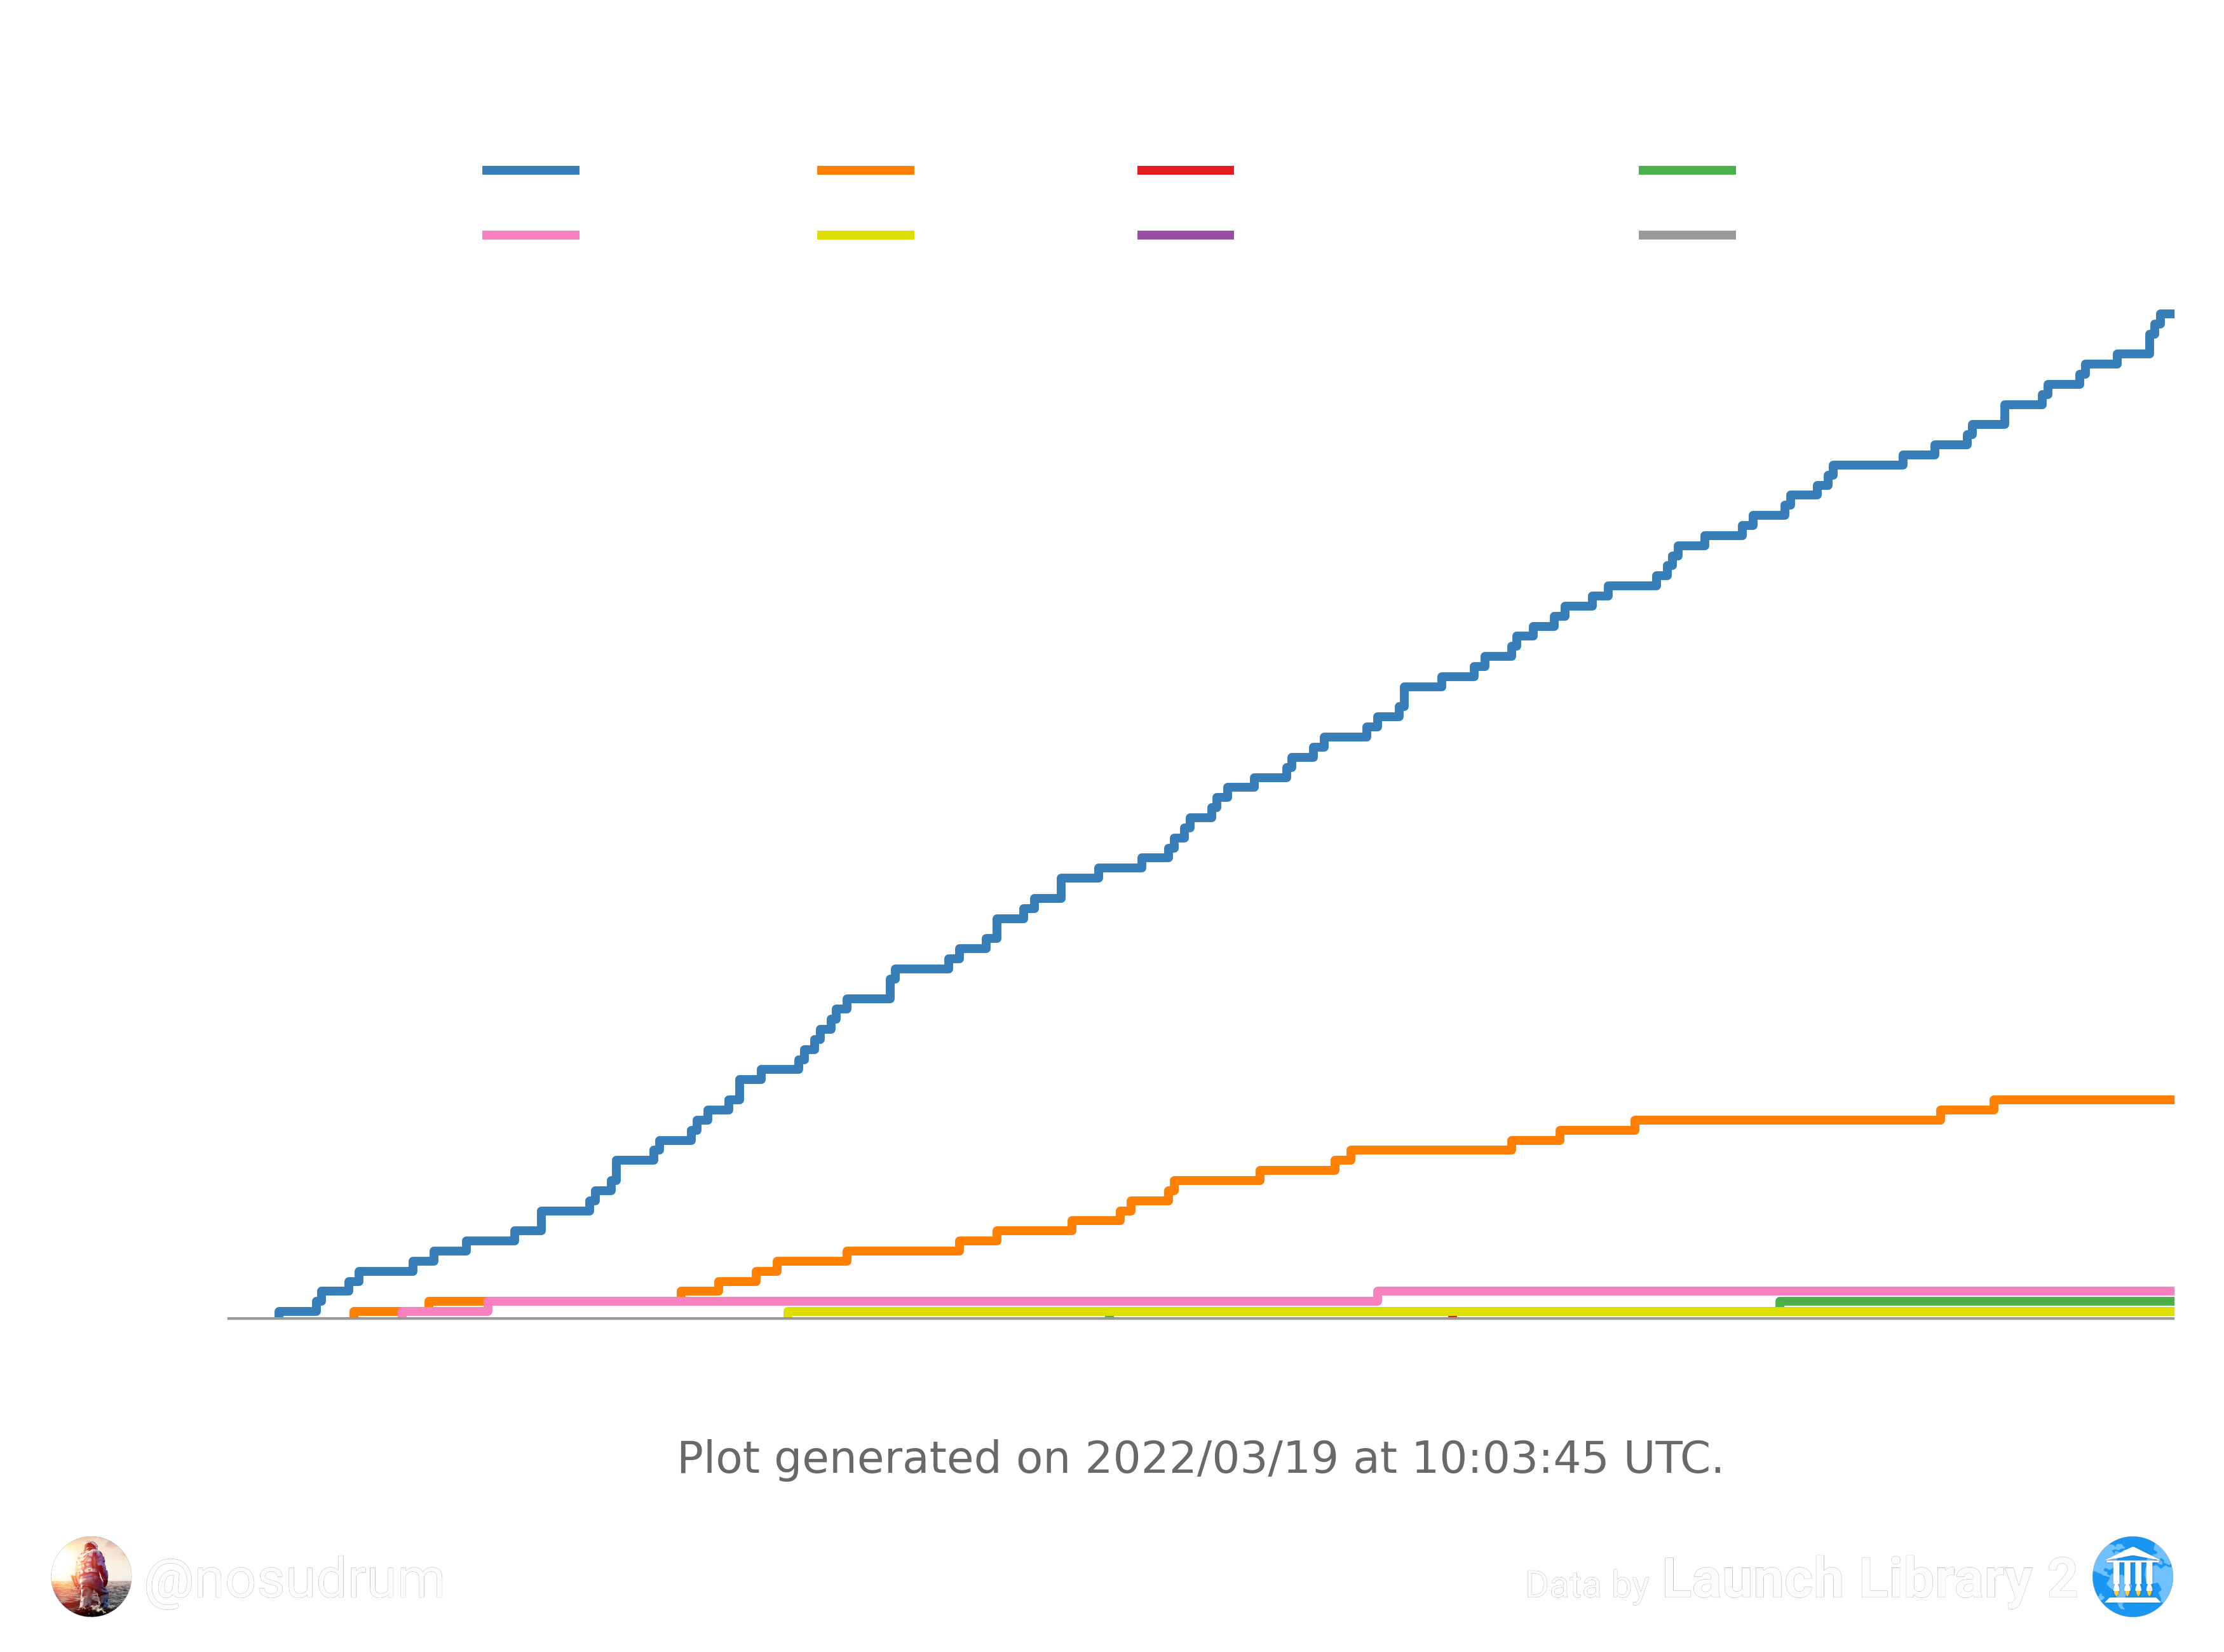 Plot generated on 2022/03/19 at 10:03:45 UTC.
@nosudrum
Data by Launch Library 2